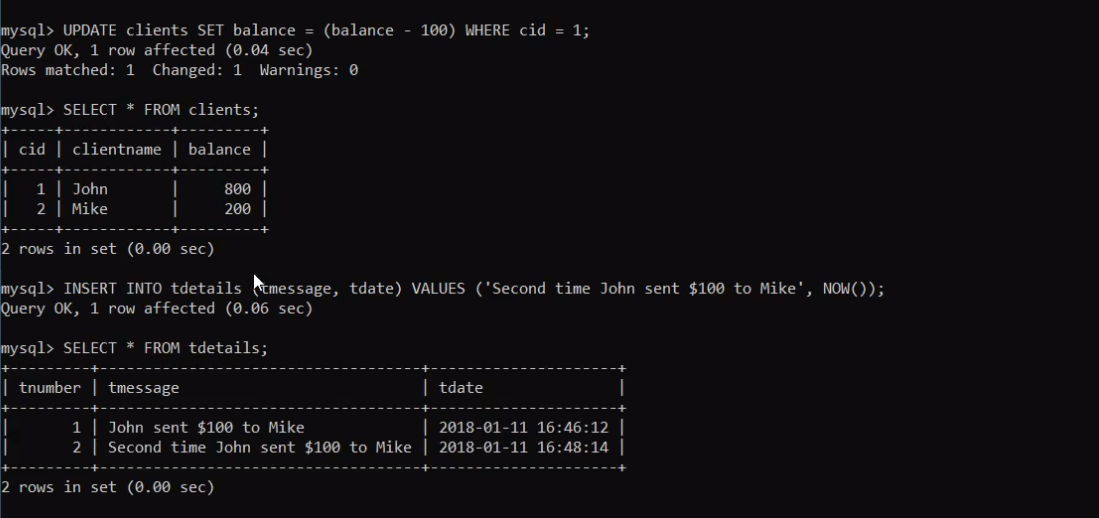 mysql> UPDATE clients SET balance = (balance - 100) WHERE cid = 1;
Query OK, 1 row affected (0.04 sec)
Rows matched: 1  Changed: 1  Warnings: 0
mysql> SELECT * FROM clients;
+-----+------------+---------+
| cid | clientname | balance |
+-----+------------+---------+
|   1 | John       |     800 |
|   2 | Mike       |     200 |
+-----+------------+---------+
2 rows in set (0.00 sec)
mysql> INSERT INTO tdetails (tmessage, tdate) VALUES ('Second time John sent $100 to Mike', NOW());
Query OK, 1 row affected (0.06 sec)
mysql> SELECT * FROM tdetails;
+---------+------------------------------------+---------------------+
| tnumber | tmessage                           | tdate               |
+---------+------------------------------------+---------------------+
|       1 | John sent $100 to Mike             | 2018-01-11 16:46:12 |
|       2 | Second time John sent $100 to Mike | 2018-01-11 16:48:14 |
+---------+------------------------------------+---------------------+
2 rows in set (0.00 sec)